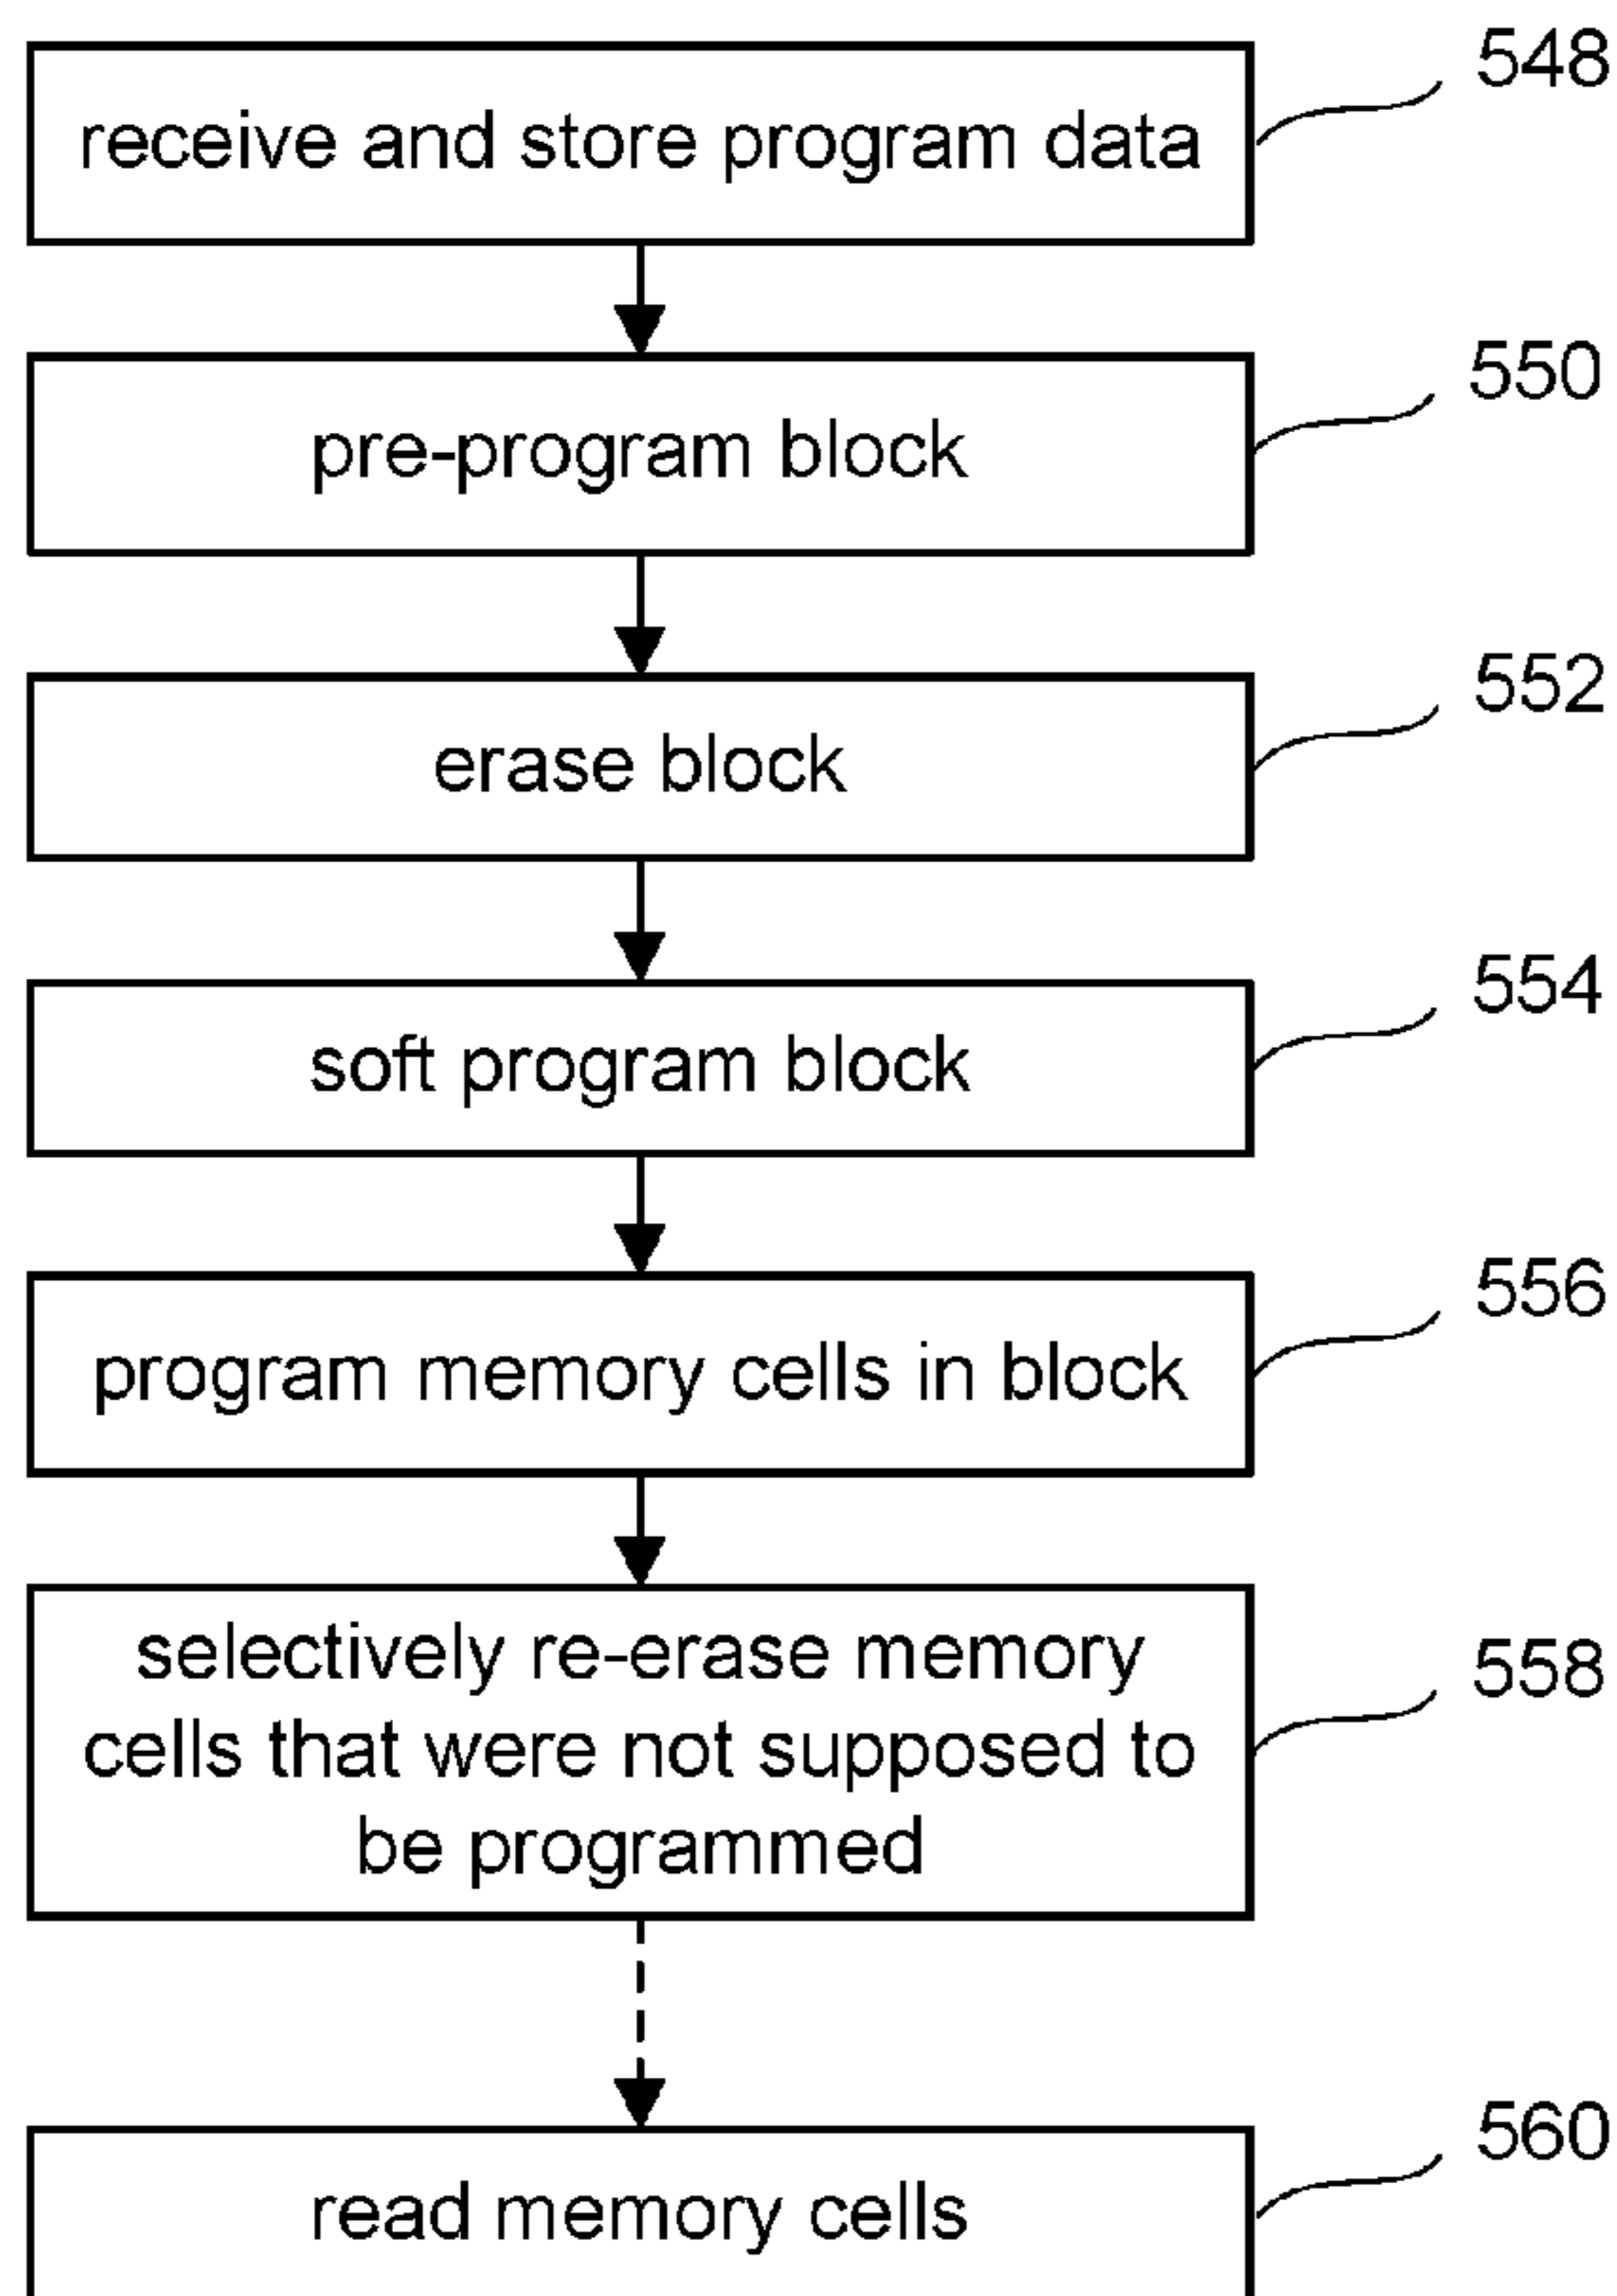 548
receive and store program data
550
pre-program block
552
erase block
554
soft program block
556
program memory cells in block
558
selectively re-erase memory
cells that were not supposed to
be programmed
560
read memory cells